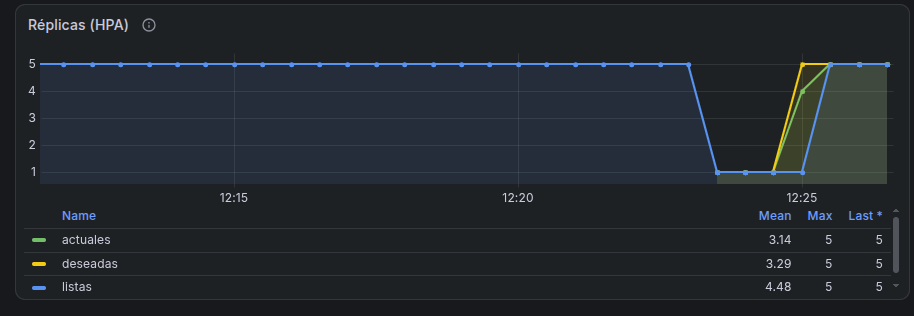 Réplicas (HPA)
5
4
3
2
1
12:15 12:20 12:25
Name Mean Max Last *
actuales 3.14 5 5
deseadas 3.29 5 5
listas 4.48 5 5